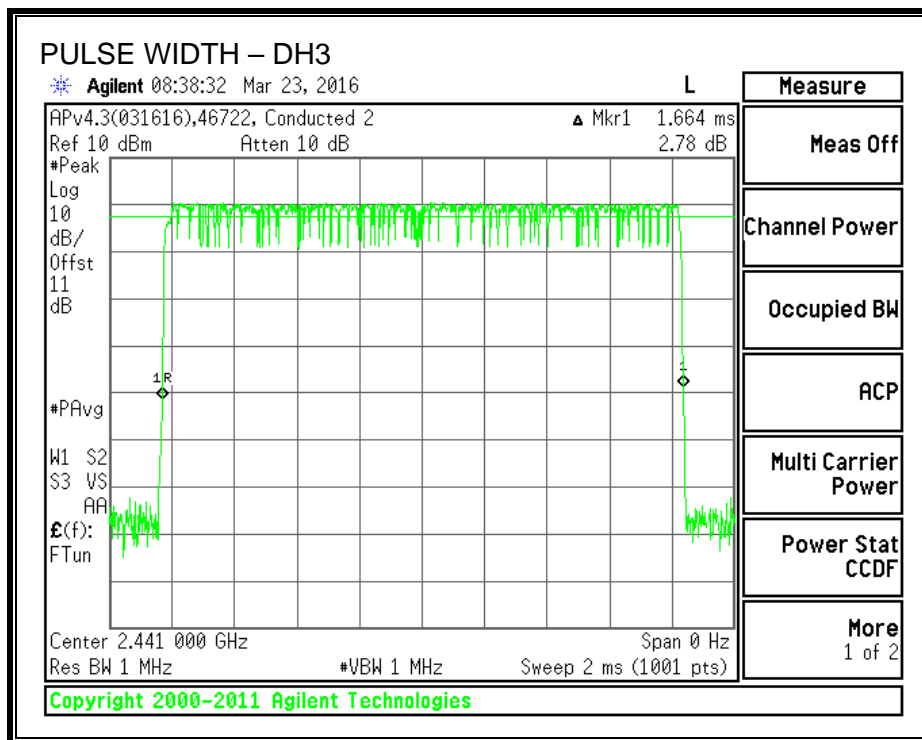 PULSE WIDTH – DH3
Agilent 08:38:32 Mar 23, 2016 L
APv4.3(031616),46722, Conducted 2 ▵ Mkr1 1.664 ms
Ref 10 dBm Atten 10 dB 2.78 dB
#Peak
Log
10
dB/
Offst
11
dB
1R
1
#PAvg
W1 S2
S3 VS
AA
£(f):
FTun
Center 2.441 000 GHz Span 0 Hz
Res BW 1 MHz #VBW 1 MHz Sweep 2 ms (1001 pts)
Copyright 2000-2011 Agilent Technologies
Measure
Meas Off
Channel Power
Occupied BW
ACP
Multi Carrier
Power
Power Stat
CCDF
More
1 of 2